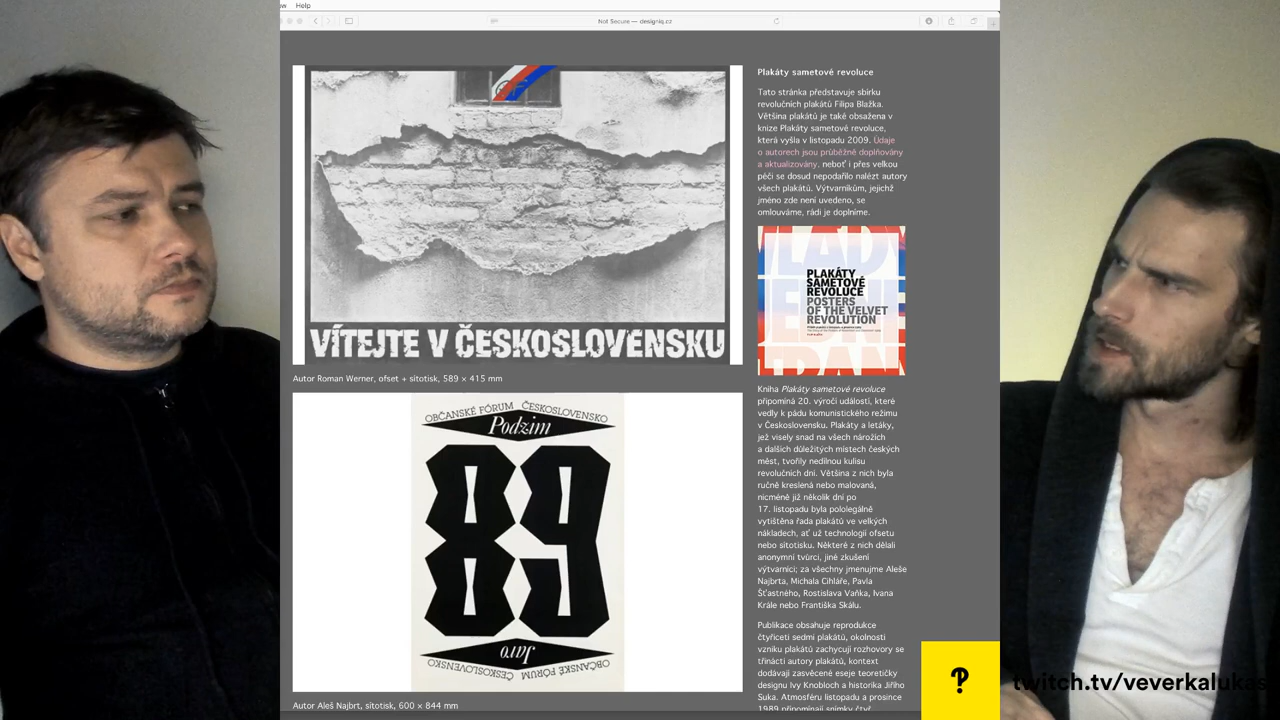 Help
Not Secure — designiq.cz
VÍTEJTE V ČESKOSLOVENSKU
Autor Roman Werner, ofset + sítotisk, 589 × 415 mm
OBČANSKÉ FÓRUM ČESKOSLOVENSKO
Podzim
89
Jaro
OBČANSKÉ FÓRUM ČESKOSLOVENSKO
Autor Aleš Najbrt, sítotisk, 600 × 844 mm
Plakáty sametové revoluce
Tato stránka představuje sbírku
revolučních plakátů Filipa Blažka.
Většina plakátů je také obsažena v
knize Plakáty sametové revoluce,
která vyšla v listopadu 2009. Údaje
o autorech jsou průběžně doplňovány
a aktualizovány, neboť i přes velkou
péči se dosud nepodařilo nalézt autory
všech plakátů. Výtvarníkům, jejichž
jméno zde není uvedeno, se
omlouváme, rádi je doplníme.
PLAKÁTY
SAMETOVÉ
REVOLUCE
POSTERS
OF THE VELVET
REVOLUTION
Kniha Plakáty sametové revoluce
připomíná 20. výročí událostí, které
vedly k pádu komunistického režimu
v Československu. Plakáty a letáky,
jež visely snad na všech nárožích
a dalších důležitých místech českých
měst, tvořily nedílnou kulisu
revolučních dní. Většina z nich byla
ručně kreslená nebo malovaná,
nicméně již několik dní po
17. listopadu byla pololegálně
vytištěna řada plakátů ve velkých
nákladech, ať už technologií ofsetu
nebo sítotisku. Některé z nich dělali
anonymní tvůrci, jiné zkušení
výtvarníci; za všechny jmenujme Aleše
Najbrta, Michala Cihláře, Pavla
Šťastného, Rostislava Vaňka, Ivana
Krále nebo Františka Skálu.
Publikace obsahuje reprodukce
čtyřiceti sedmi plakátů, okolnosti
vzniku plakátů zachycují rozhovory se
třinácti autory plakátů, kontext
dodávají zasvěcené eseje teoretičky
designu Ivy Knobloch a historika Jiřího
Suka. Atmosféru listopadu a prosince
1989 připomínají snímky čtyř
twitch.tv/veverkalukas